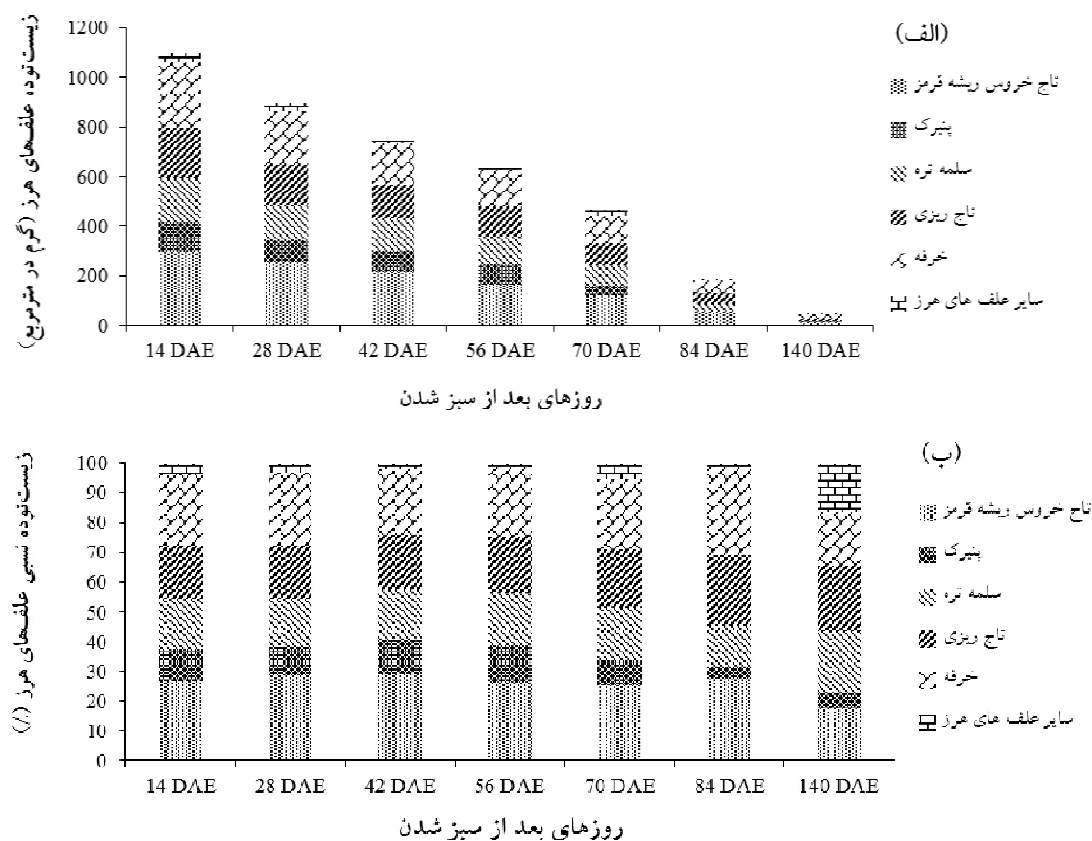 زیست‌توده علف‌های هرز (گرم در مترمربع)
1200
1000
800
600
400
200
0
14 DAE 28 DAE 42 DAE 56 DAE 70 DAE 84 DAE 140 DAE
روزهای بعد از سبز شدن
(الف)
تاج خروس ریشه قرمز
پنیرک
سلمه تره
تاج ریزی
خرفه
سایر علف های هرز
زیست‌توده نسبی علف‌های هرز (٪)
100
90
80
70
60
50
40
30
20
10
0
14 DAE 28 DAE 42 DAE 56 DAE 70 DAE 84 DAE 140 DAE
روزهای بعد از سبز شدن
(پ)
تاج خروس ریشه قرمز
پنیرک
سلمه تره
تاج ریزی
خرفه
سایر علف های هرز